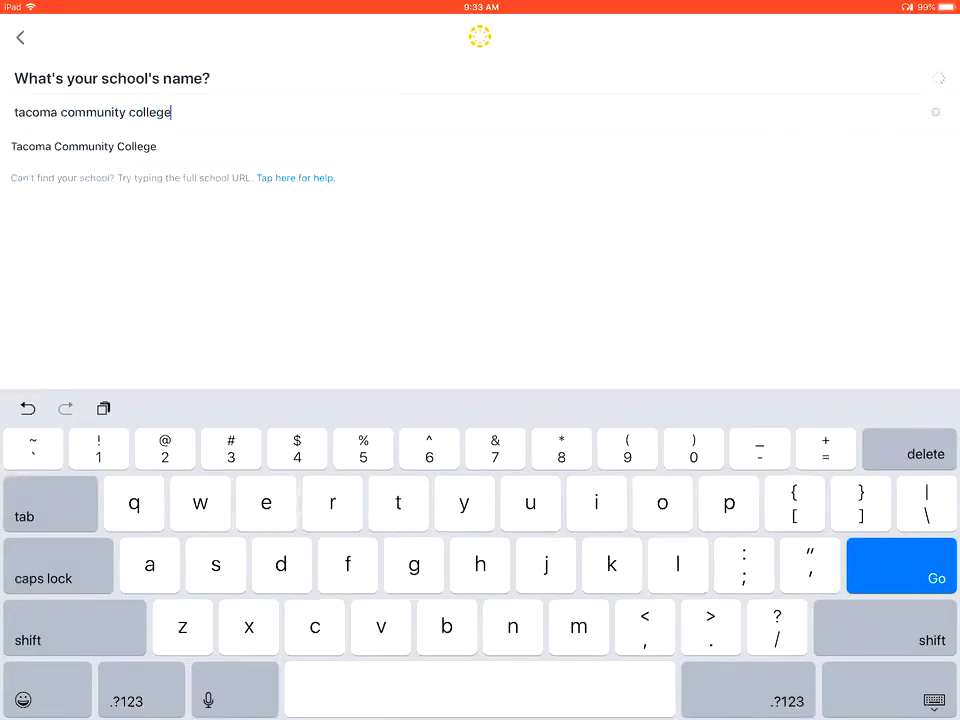 iPad 9:33 AM 99%
What's your school's name?
tacoma community college
Tacoma Community College
Can't find your school? Try typing the full school URL. Tap here for help.
~ ! @ # $ % ^ & * ( ) _ +
` 1 2 3 4 5 6 7 8 9 0 - = delete
tab q w e r t y u i o p { [ } ] | \
caps lock a s d f g h j k l : ; " ' Go
shift z x c v b n m < , > . ? / shift
.?123 .?123